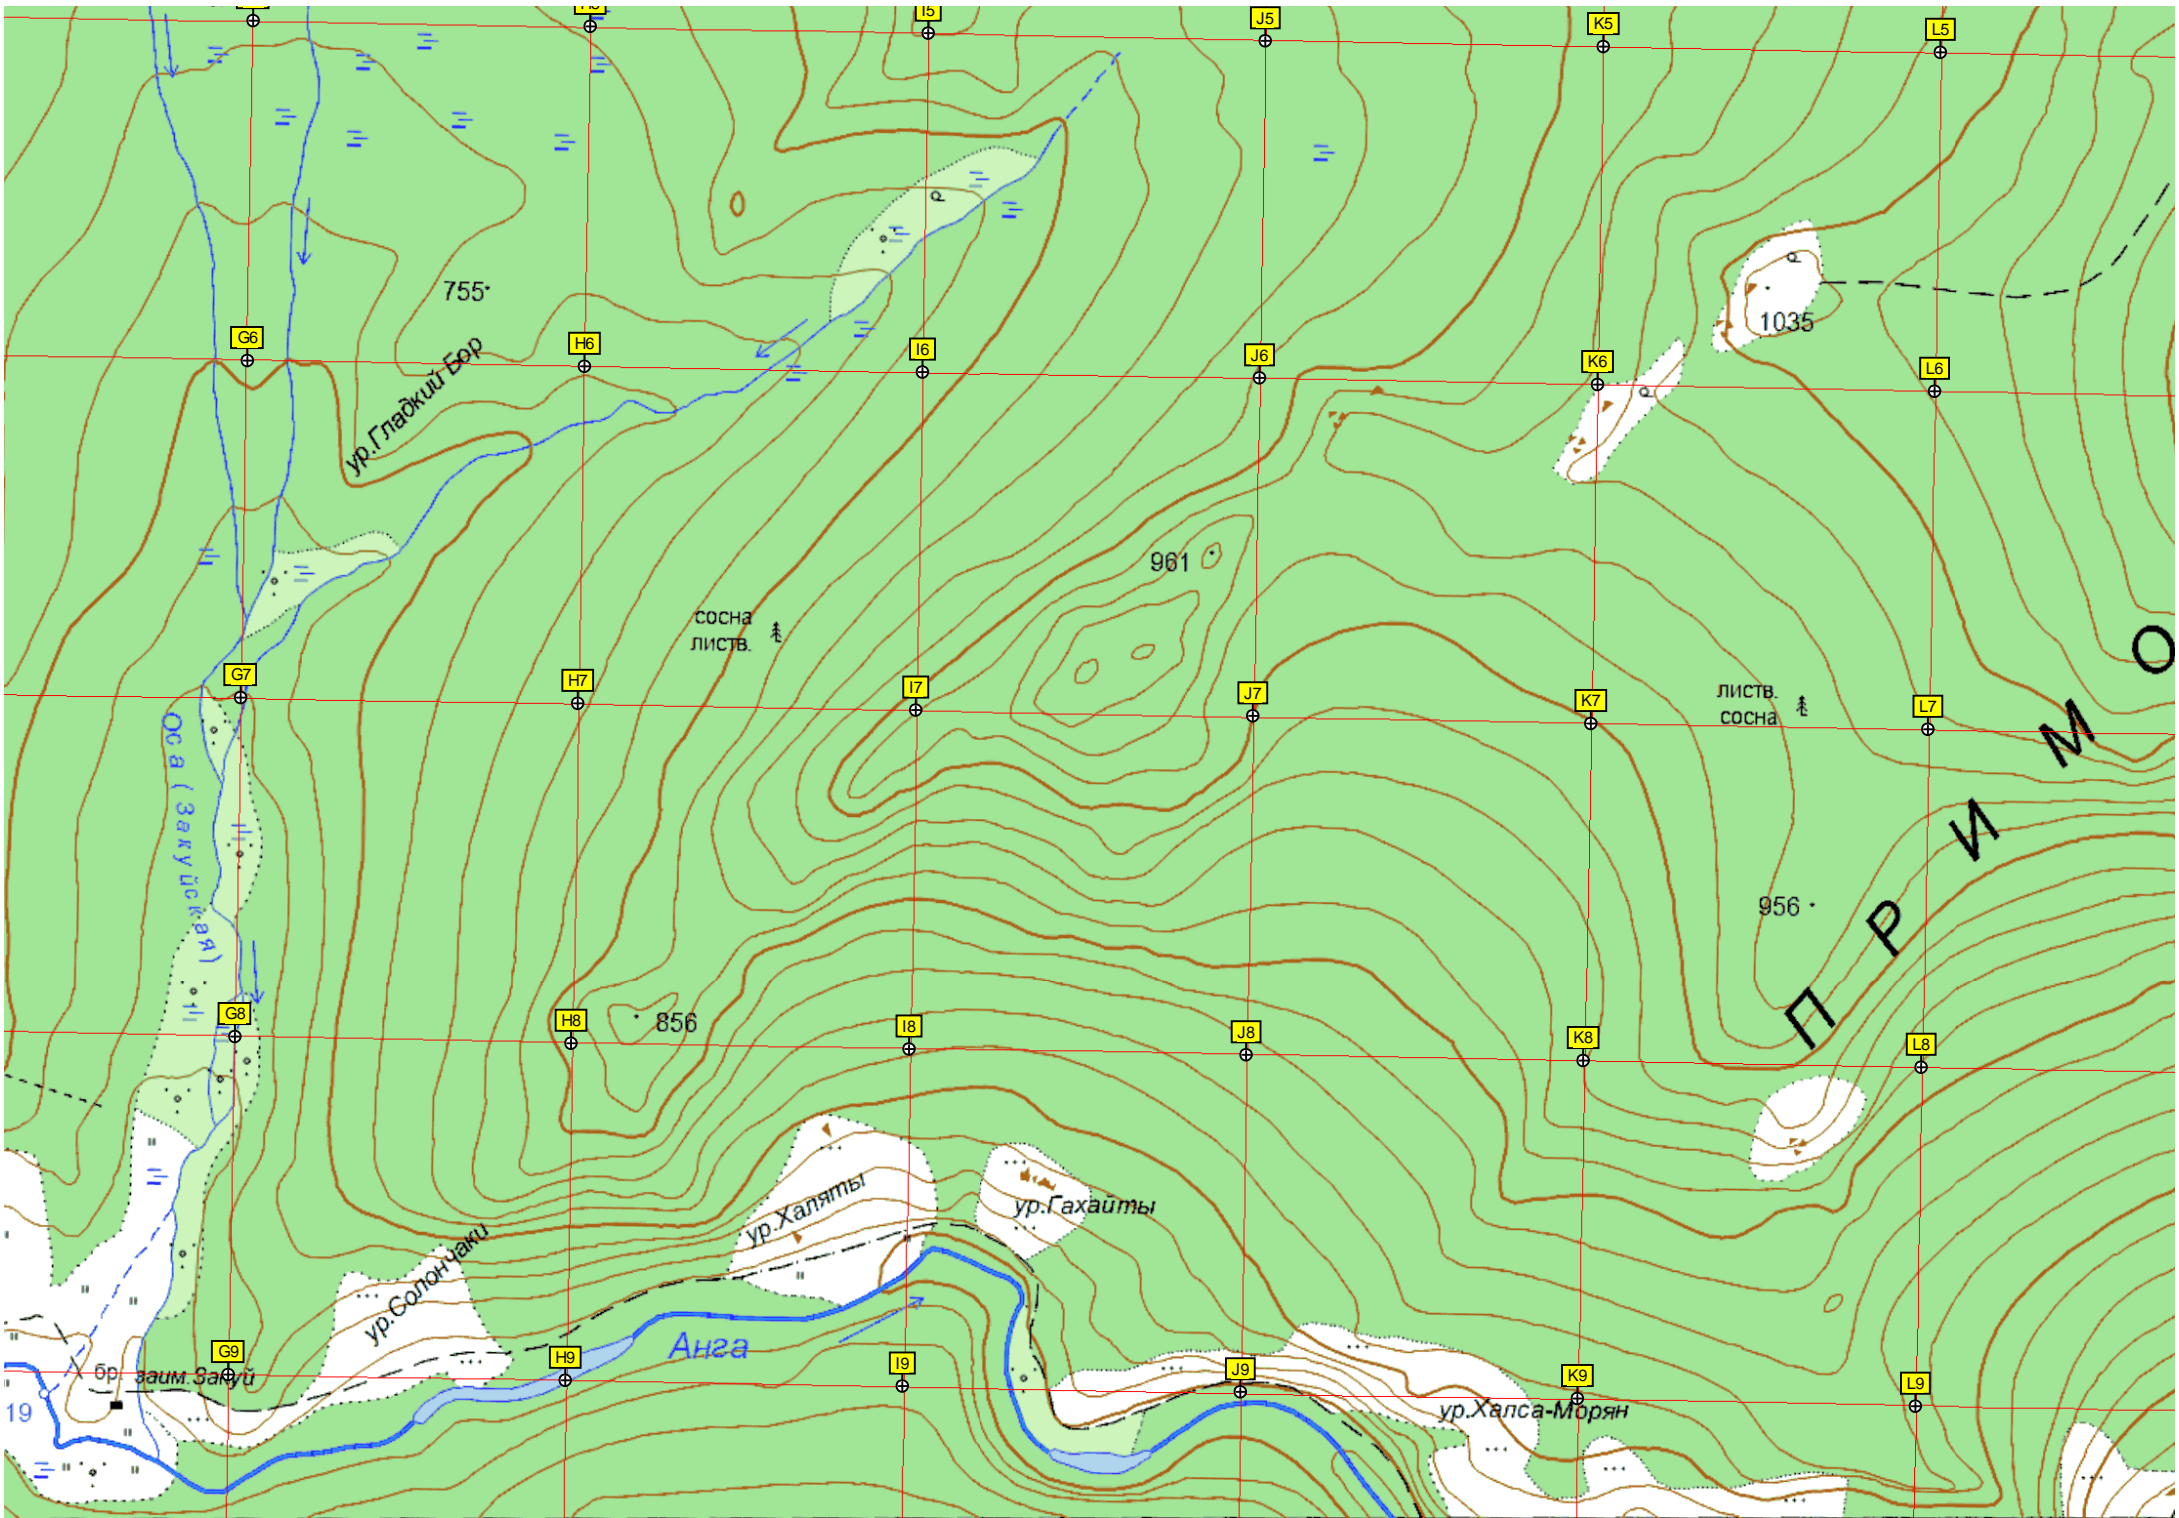 I5
J5
K5
L5
755
1035
G6
H6
I6
J6
K6
L6
ур.Гладкий Бор
961
сосна
листв.
О
G7
H7
I7
J7
K7
L7
листв.
сосна
М
Оса (Закуйская)
И
956
Р
П
G8
H8
856
I8
J8
K8
L8
ур.Халяты
ур.Гахайты
ур.Солончаки
Анга
G9
H9
I9
J9
K9
L9
бр.
заим.Закуй
19
ур.Халса-Морян